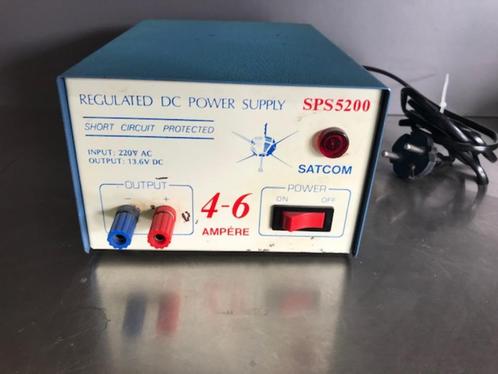 REGULATED DC POWER SUPPLY SPS5200
SHORT CIRCUIT PROTECTED
INPUT: 220V AC
OUTPUT: 13.6V DC
SATCOM
OUTPUT
- +
4-6
AMPÉRE
POWER
ON OFF